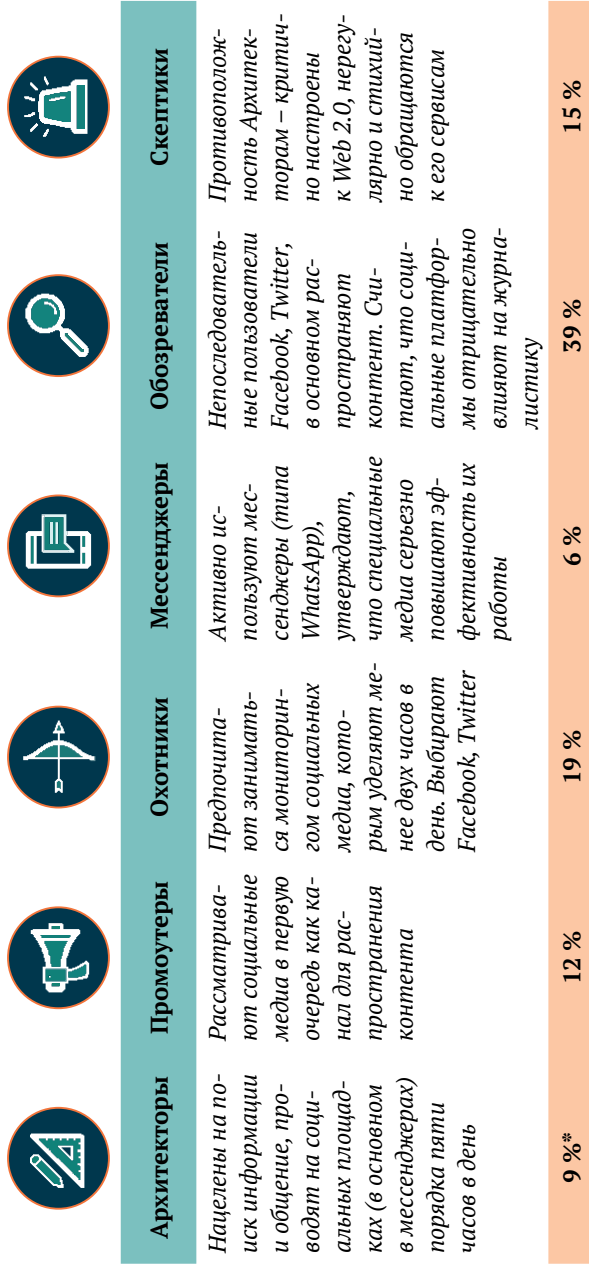 Архитекторы
Нацелены на по-
иск информации
и общение, про-
водят на соци-
альных площад-
ках (в основном
в мессенджерах)
порядка пяти
часов в день
9 %*
Промоутеры
Рассматрива-
ют социальные
медиа в первую
очередь как ка-
нал для рас-
пространения
контента
12 %
Охотники
Предпочита-
ют занимать-
ся мониторин-
гом социальных
медиа, кото-
рым уделяют ме-
нее двух часов в
день. Выбирают
Facebook, Twitter
19 %
Мессенджеры
Активно ис-
пользуют мес-
сенджеры (типа
WhatsApp),
утверждают,
что специальные
медиа серьезно
повышают эф-
фективность их
работы
6 %
Обозреватели
Непоследователь-
ные пользователи
Facebook, Twitter,
в основном рас-
пространяют
контент. Счи-
тают, что соци-
альные платфор-
мы отрицательно
влияют на журна-
листику
39 %
Скептики
Противополож-
ность Архитек-
торам – критич-
но настроены
к Web 2.0, нерегу-
лярно и стихий-
но обращаются
к его сервисам
15 %